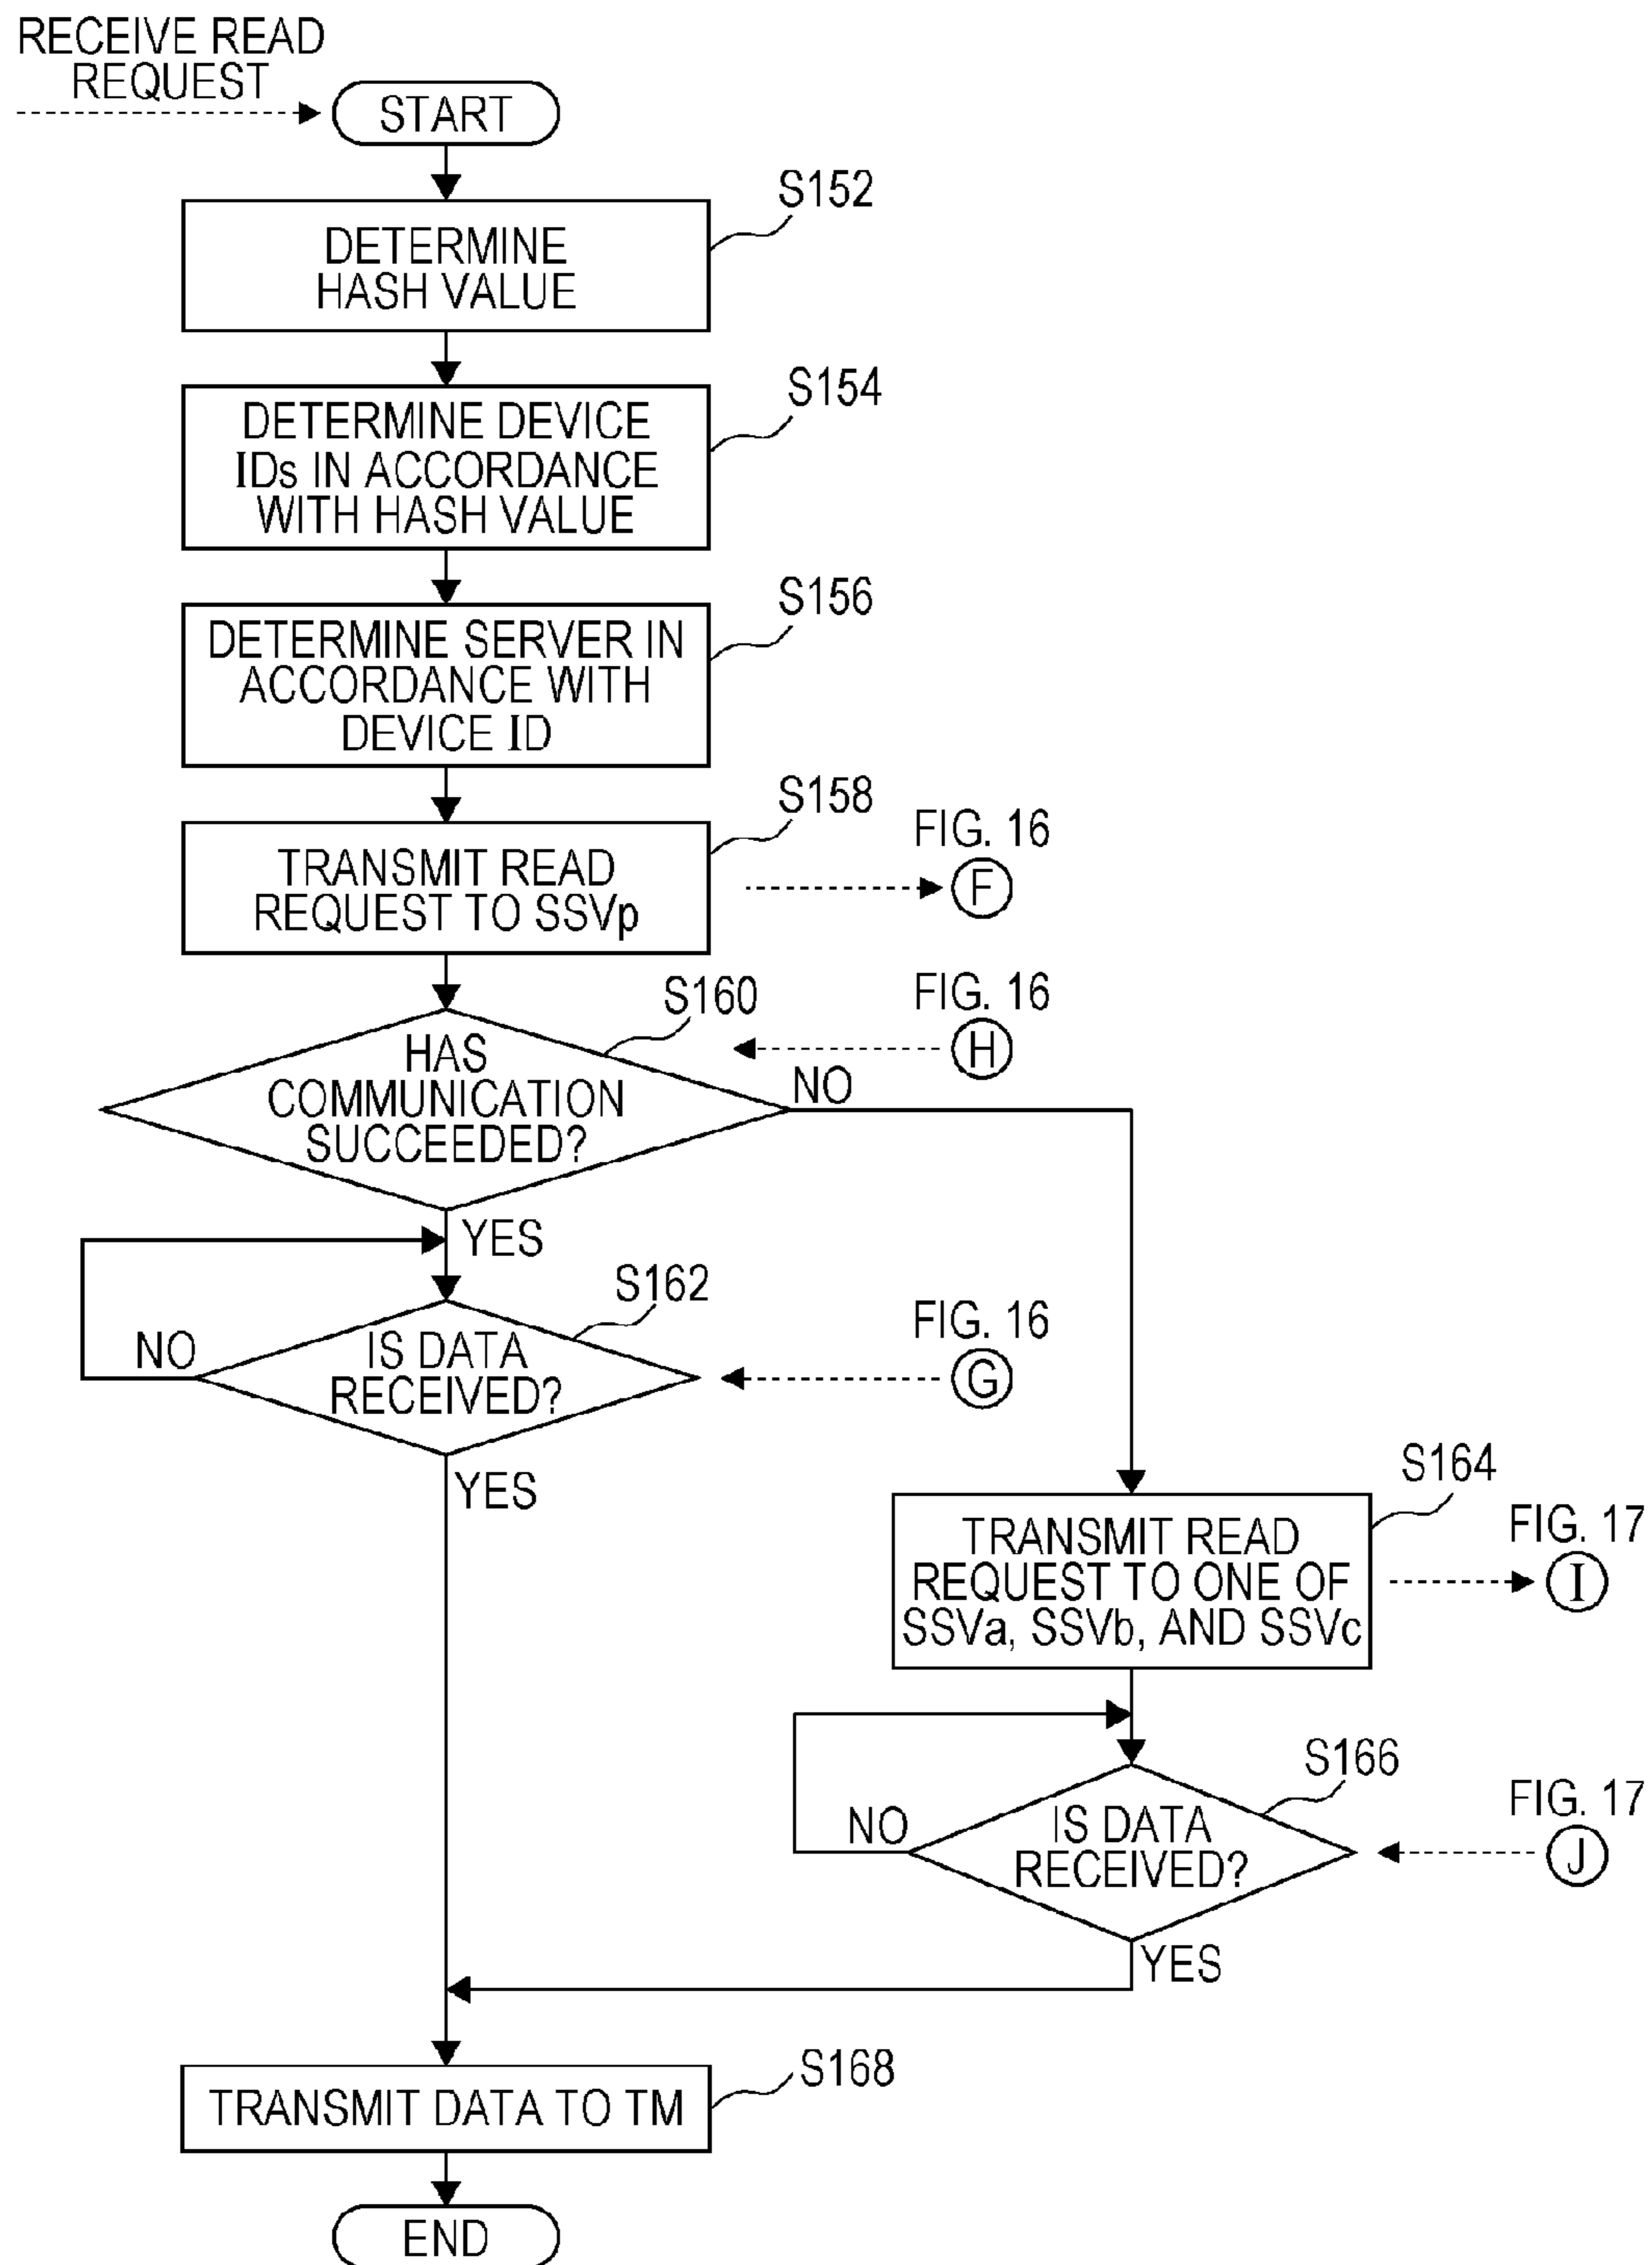 RECEIVE READ
REQUEST
START
S152
DETERMINE
HASH VALUE
S154
DETERMINE DEVICE
IDs IN ACCORDANCE
WITH HASH VALUE
S156
DETERMINE SERVER IN
ACCORDANCE WITH
DEVICE ID
S158
TRANSMIT READ
REQUEST TO SSVp
FIG. 16
F
S160
HAS
COMMUNICATION
SUCCEEDED?
FIG. 16
H
NO
YES
S162
IS DATA
RECEIVED?
NO
FIG. 16
G
YES
S164
TRANSMIT READ
REQUEST TO ONE OF
SSVa, SSVb, AND SSVc
FIG. 17
I
S166
IS DATA
RECEIVED?
NO
FIG. 17
J
YES
S168
TRANSMIT DATA TO TM
END